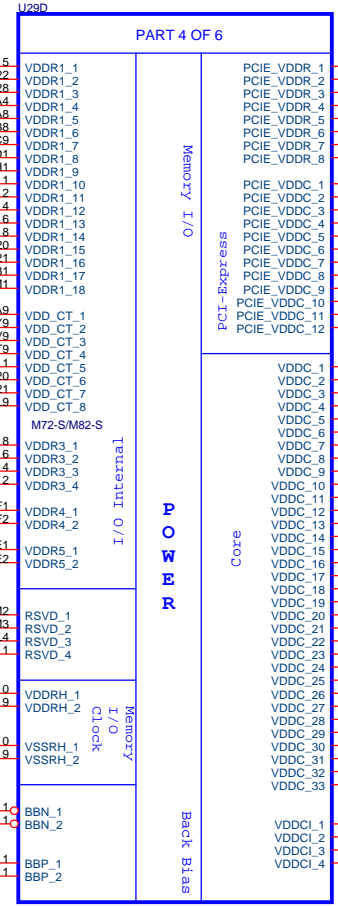 U29D
PART 4 OF 6
VDDR1_1
VDDR1_2
VDDR1_3
VDDR1_4
VDDR1_5
VDDR1_6
VDDR1_7
VDDR1_8
VDDR1_9
VDDR1_10
VDDR1_11
VDDR1_12
VDDR1_13
VDDR1_14
VDDR1_15
VDDR1_16
VDDR1_17
VDDR1_18
VDD_CT_1
VDD_CT_2
VDD_CT_3
VDD_CT_4
VDD_CT_5
VDD_CT_6
VDD_CT_7
VDD_CT_8
M72-S/M82-S
VDDR3_1
VDDR3_2
VDDR3_3
VDDR3_4
VDDR4_1
VDDR4_2
VDDR5_1
VDDR5_2
RSVD_1
RSVD_2
RSVD_3
RSVD_4
VDDRH_1
VDDRH_2
VSSRH_1
VSSRH_2
BBN_1
BBN_2
BBP_1
BBP_2
Memory I/O
I/O Internal
POWER
Memory
I/O
Clock
Back Bias
PCI-Express
Core
PCIE_VDDR_1
PCIE_VDDR_2
PCIE_VDDR_3
PCIE_VDDR_4
PCIE_VDDR_5
PCIE_VDDR_6
PCIE_VDDR_7
PCIE_VDDR_8
PCIE_VDDC_1
PCIE_VDDC_2
PCIE_VDDC_3
PCIE_VDDC_4
PCIE_VDDC_5
PCIE_VDDC_6
PCIE_VDDC_7
PCIE_VDDC_8
PCIE_VDDC_9
PCIE_VDDC_10
PCIE_VDDC_11
PCIE_VDDC_12
VDDC_1
VDDC_2
VDDC_3
VDDC_4
VDDC_5
VDDC_6
VDDC_7
VDDC_8
VDDC_9
VDDC_10
VDDC_11
VDDC_12
VDDC_13
VDDC_14
VDDC_15
VDDC_16
VDDC_17
VDDC_18
VDDC_19
VDDC_20
VDDC_21
VDDC_22
VDDC_23
VDDC_24
VDDC_25
VDDC_26
VDDC_27
VDDC_28
VDDC_29
VDDC_30
VDDC_31
VDDC_32
VDDC_33
VDDCI_1
VDDCI_2
VDDCI_3
VDDCI_4